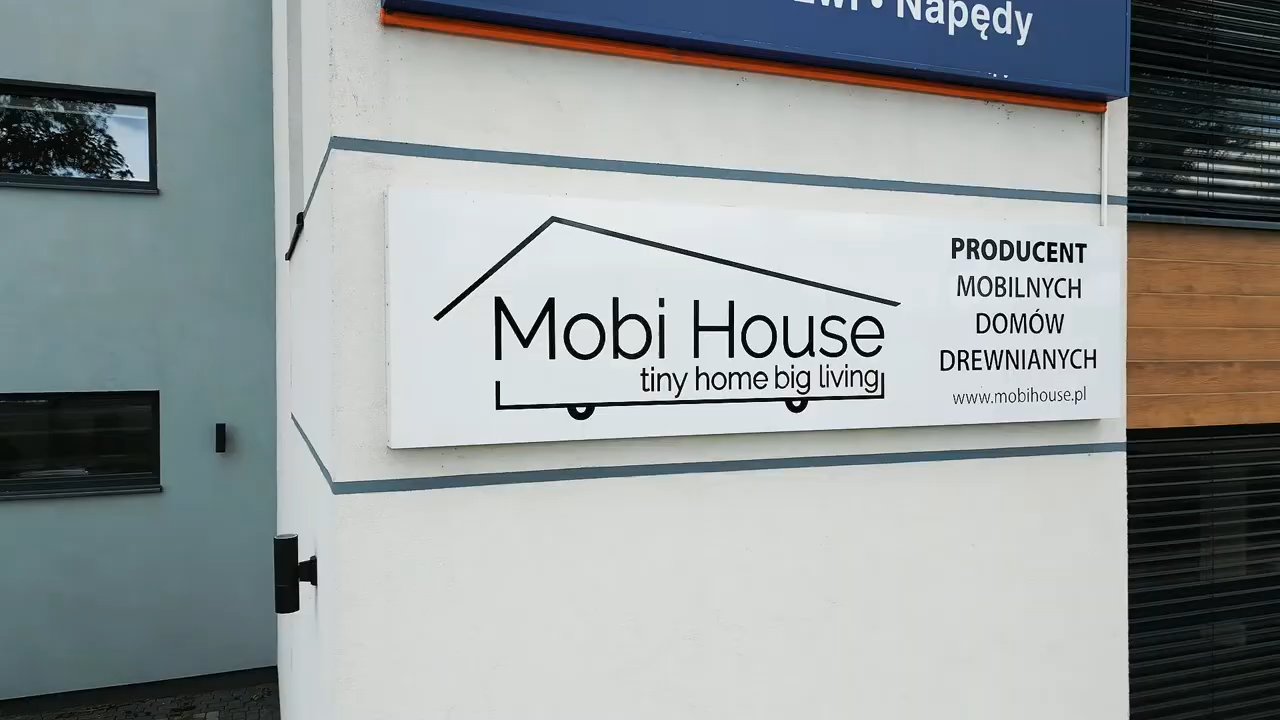 • Napędy
Mobi House
tiny home big living
PRODUCENT
MOBILNYCH
DOMÓW
DREWNIANYCH
www.mobihouse.pl